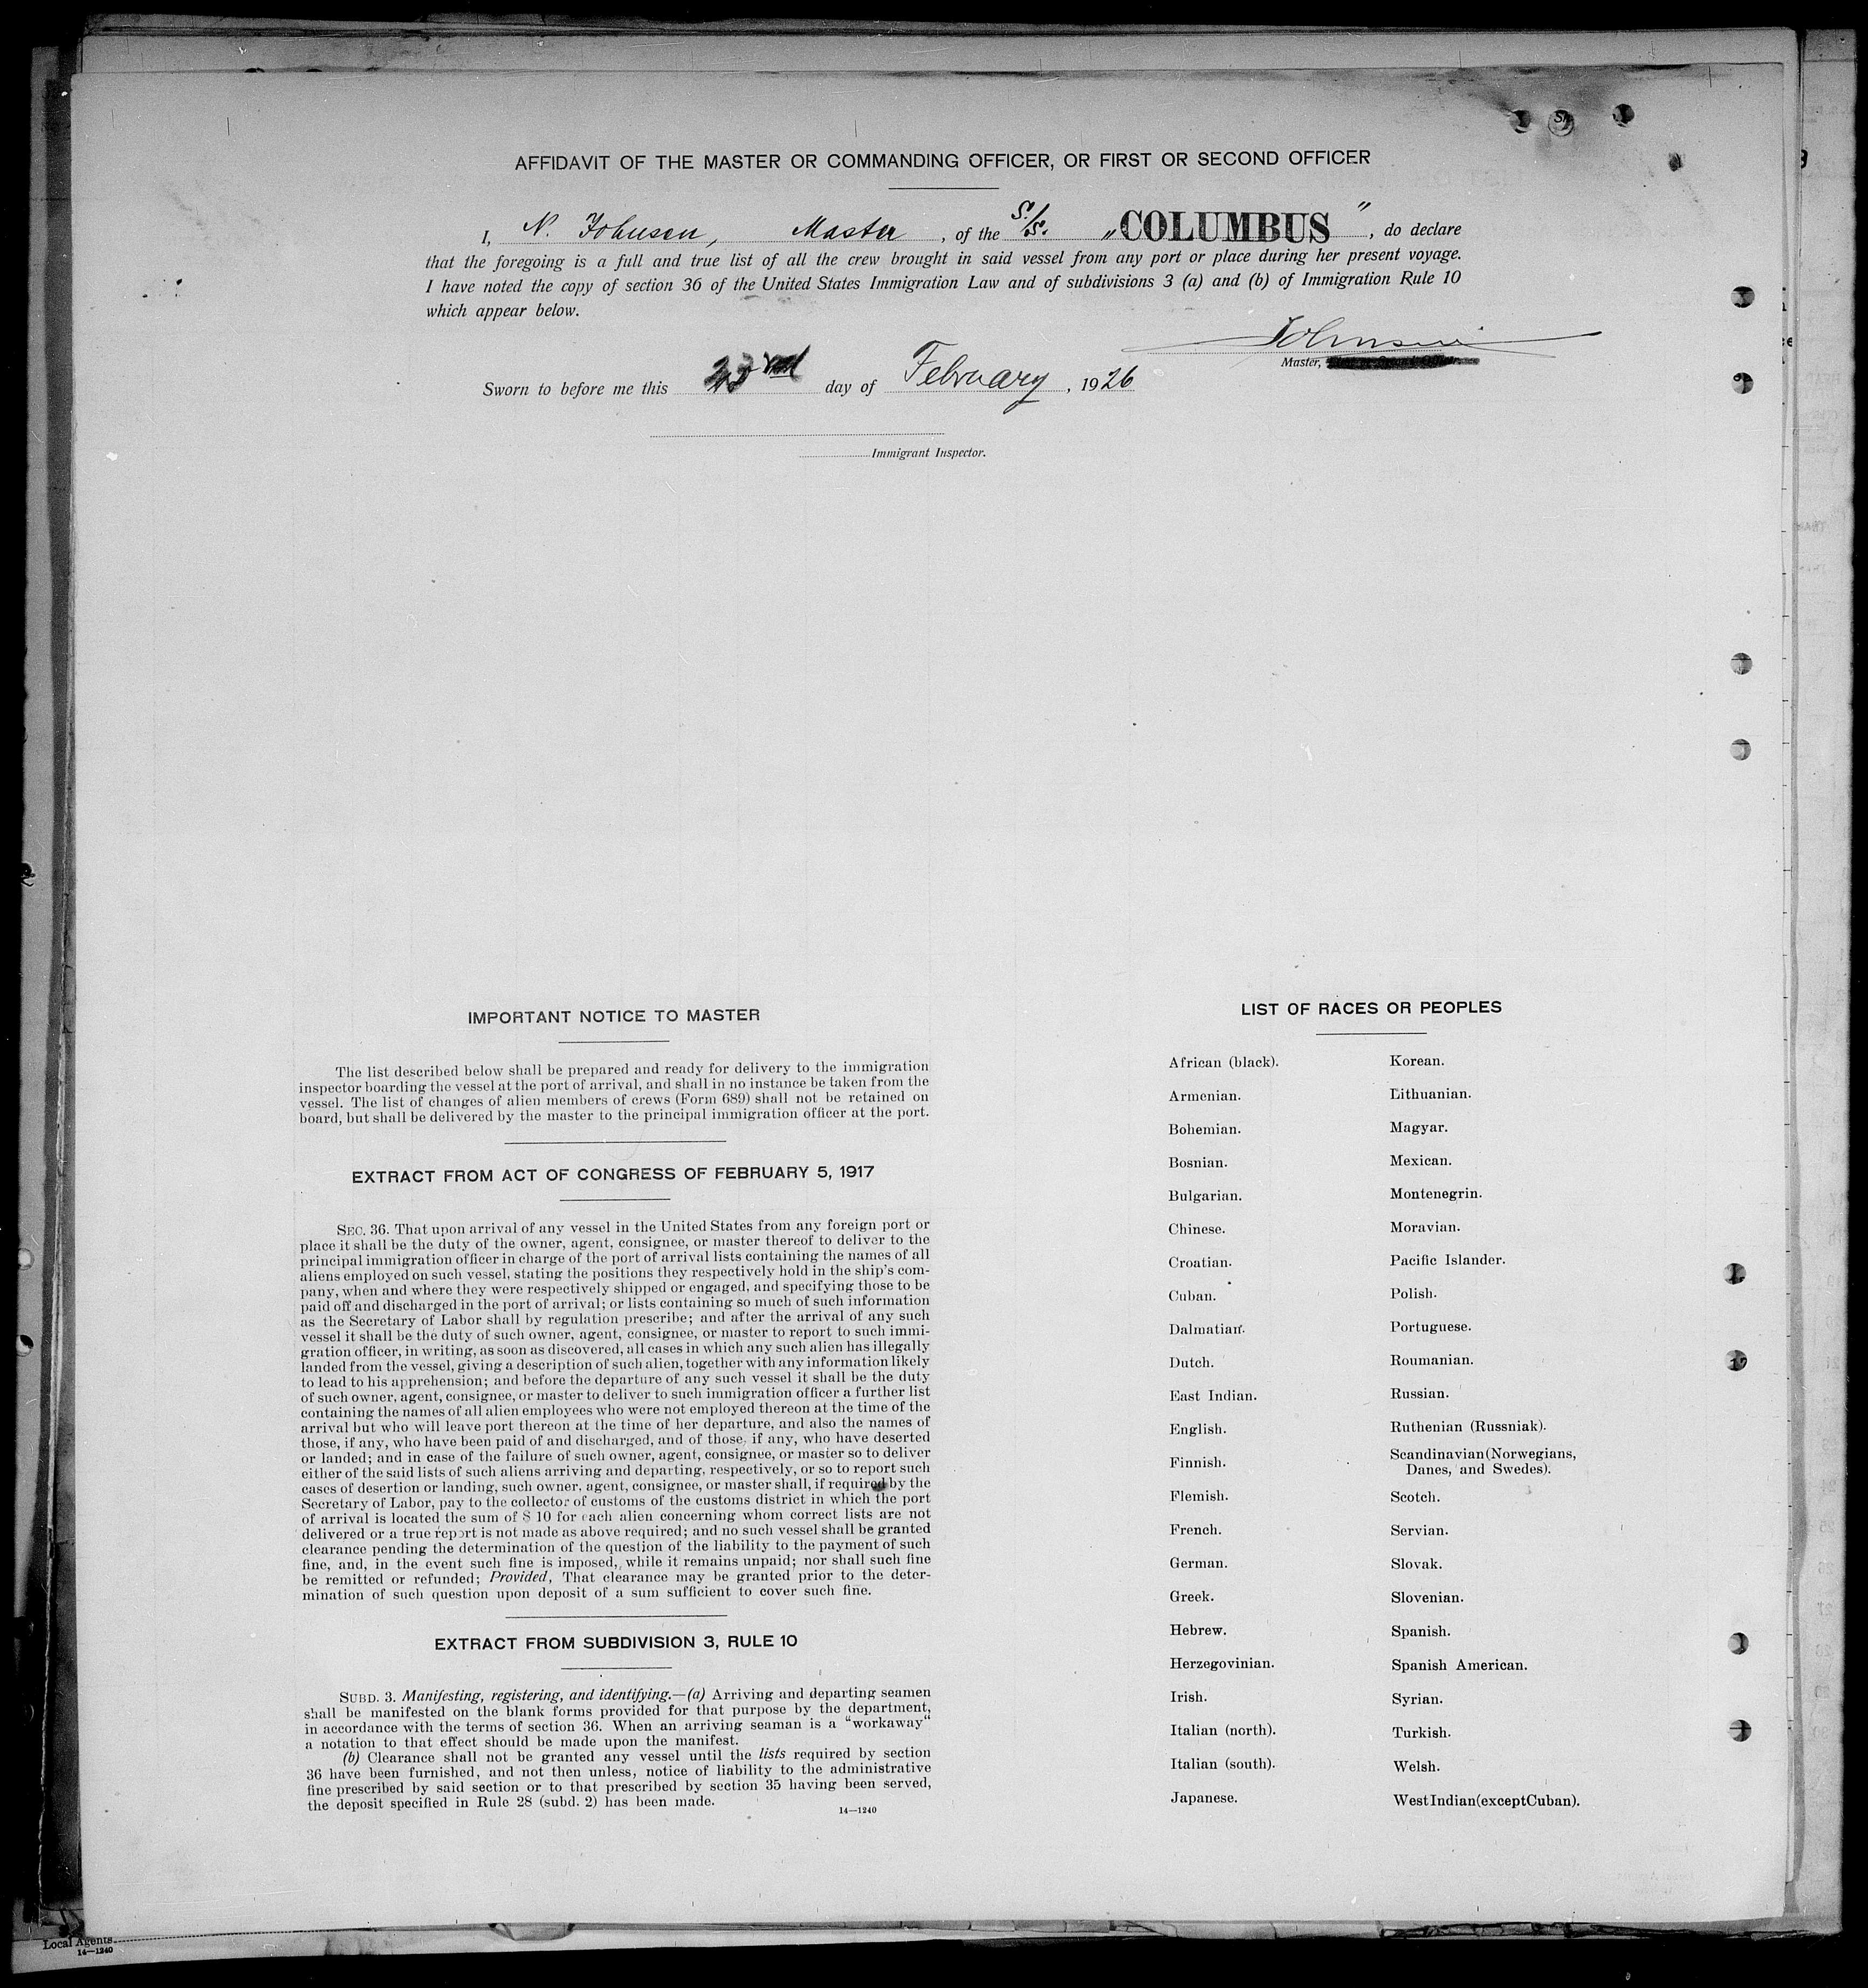 AFFIDAVIT OF THE MASTER OR COMMANDING OFFICER, OR FIRST OR SECOND OFFICER
I, N. Johnsen, Master, of the S./S. „COLUMBUS", do declare
that the foregoing is a full and true list of all the crew brought in said vessel from any port or place during her present voyage.
I have noted the copy of section 36 of the United States Immigration Law and of subdivisions 3 (a) and (b) of Immigration Rule 10
which appear below.
Johnsen
Master,
Sworn to before me this 23rd day of February, 1926
Immigrant Inspector.
IMPORTANT NOTICE TO MASTER
The list described below shall be prepared and ready for delivery to the immigration
inspector boarding the vessel at the port of arrival, and shall in no instance be taken from the
vessel. The list of changes of alien members of crews (Form 689) shall not be retained on
board, but shall be delivered by the master to the principal immigration officer at the port.
EXTRACT FROM ACT OF CONGRESS OF FEBRUARY 5, 1917
SEC. 36. That upon arrival of any vessel in the United States from any foreign port or
place it shall be the duty of the owner, agent, consignee, or master thereof to deliver to the
principal immigration officer in charge of the port of arrival lists containing the names of all
aliens employed on such vessel, stating the positions they respectively hold in the ship's com-
pany, when and where they were respectively shipped or engaged, and specifying those to be
paid off and discharged in the port of arrival; or lists containing so much of such information
as the Secretary of Labor shall by regulation prescribe; and after the arrival of any such
vessel it shall be the duty of such owner, agent, consignee, or master to report to such immi-
gration officer, in writing, as soon as discovered, all cases in which any such alien has illegally
landed from the vessel, giving a description of such alien, together with any information likely
to lead to his apprehension; and before the departure of any such vessel it shall be the duty
of such owner, agent, consignee, or master to deliver to such immigration officer a further list
containing the names of all alien employees who were not employed thereon at the time of the
arrival but who will leave port thereon at the time of her departure, and also the names of
those, if any, who have been paid of and discharged, and of those, if any, who have deserted
or landed; and in case of the failure of such owner, agent, consignee, or master so to deliver
either of the said lists of such aliens arriving and departing, respectively, or so to report such
cases of desertion or landing, such owner, agent, consignee, or master shall, if required by the
Secretary of Labor, pay to the collector of customs of the customs district in which the port
of arrival is located the sum of $ 10 for each alien concerning whom correct lists are not
delivered or a true report is not made as above required; and no such vessel shall be granted
clearance pending the determination of the question of the liability to the payment of such
fine, and, in the event such fine is imposed, while it remains unpaid; nor shall such fine
be remitted or refunded; Provided, That clearance may be granted prior to the deter-
mination of such question upon deposit of a sum sufficient to cover such fine.
EXTRACT FROM SUBDIVISION 3, RULE 10
SUBD. 3. Manifesting, registering, and identifying.—(a) Arriving and departing seamen
shall be manifested on the blank forms provided for that purpose by the department,
in accordance with the terms of section 36. When an arriving seaman is a “workaway“
a notation to that effect should be made upon the manifest.
(b) Clearance shall not be granted any vessel until the lists required by section
36 have been furnished, and not then unless, notice of liability to the administrative
fine prescribed by said section or to that prescribed by section 35 having been served,
the deposit specified in Rule 28 (subd. 2) has been made.
14—1240
LIST OF RACES OR PEOPLES
African (black).
Armenian.
Bohemian.
Bosnian.
Bulgarian.
Chinese.
Croatian.
Cuban.
Dalmatian.
Dutch.
East Indian.
English.
Finnish.
Flemish.
French.
German.
Greek.
Hebrew.
Herzegovinian.
Irish.
Italian (north).
Italian (south).
Japanese.
Korean.
Lithuanian.
Magyar.
Mexican.
Montenegrin.
Moravian.
Pacific Islander.
Polish.
Portuguese.
Roumanian.
Russian.
Ruthenian (Russniak).
Scandinavian (Norwegians,
Danes, and Swedes).
Scotch.
Servian.
Slovak.
Slovenian.
Spanish.
Spanish American.
Syrian.
Turkish.
Welsh.
West Indian (except Cuban).
Local Agents
14—1240